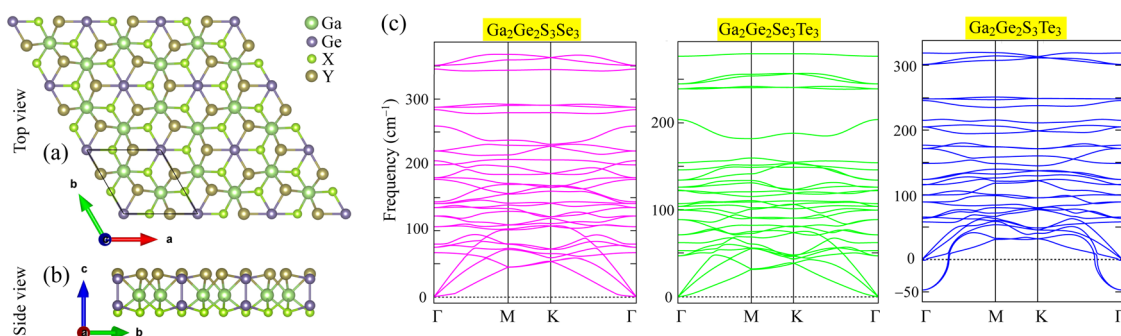 Top view
(a)
b
a
Ga
Ge
X
Y
(b)
Side view
c
a
b
(c)
Frequency (cm⁻¹)
Ga₂Ge₂S₃Se₃
300
200
100
0
Γ M K Γ
Ga₂Ge₂Se₃Te₃
200
100
0
Γ M K Γ
Ga₂Ge₂S₃Te₃
300
200
100
0
−50
Γ M K Γ